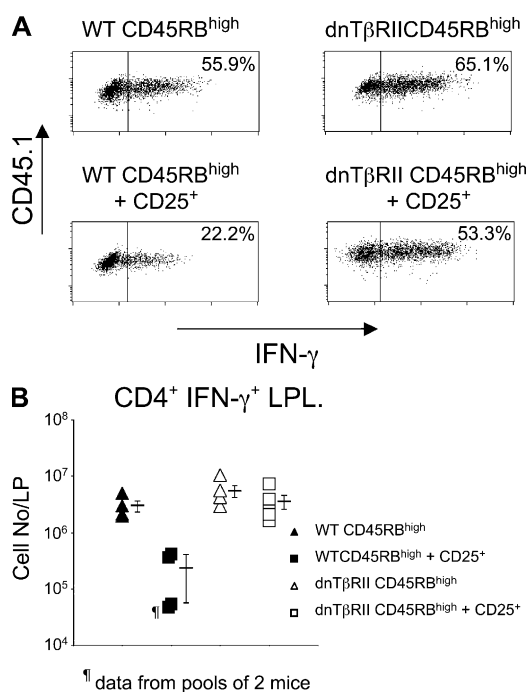 A
WT CD45RBhigh
dnTβRIICD45RBhigh
55.9%
65.1%
WT CD45RBhigh
+ CD25+
dnTβRII CD45RBhigh
+ CD25+
22.2%
53.3%
CD45.1
IFN-γ
B
CD4+ IFN-γ+ LPL.
Cell No/LP
10⁸
10⁷
10⁶
10⁵
10⁴
¶
WT CD45RBhigh
WTCD45RBhigh + CD25+
dnTβRII CD45RBhigh
dnTβRII CD45RBhigh + CD25+
¶ data from pools of 2 mice